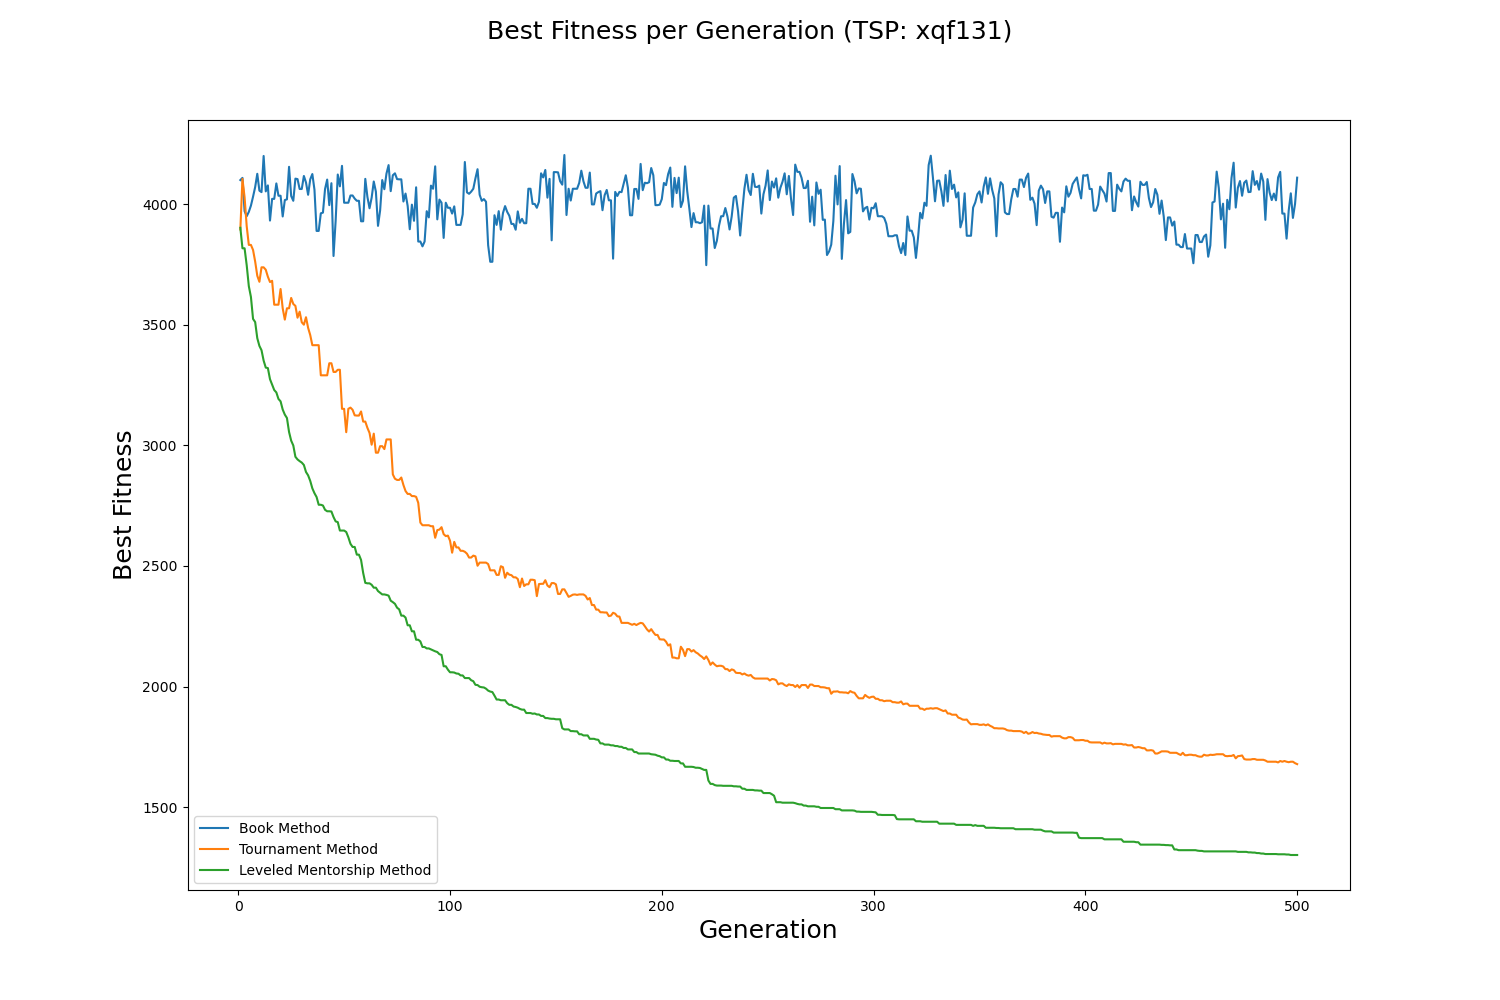 Best Fitness per Generation (TSP: xqf131)
Best Fitness
4000
3500
3000
2500
2000
1500
Book Method
Tournament Method
Leveled Mentorship Method
0 100 200 300 400 500
Generation